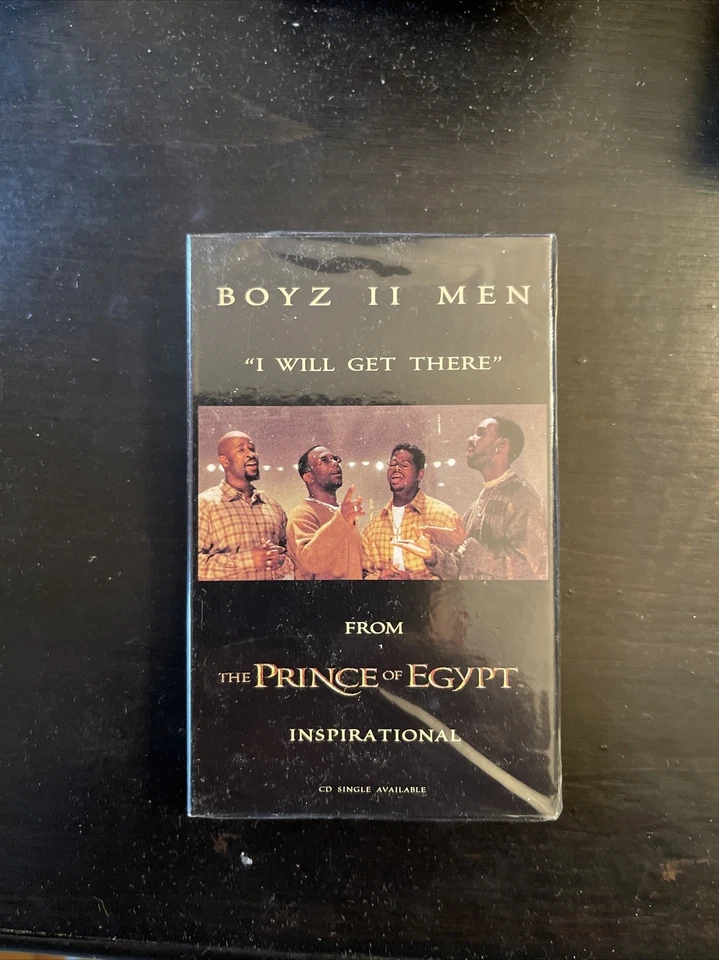 BOYZ II MEN
“I WILL GET THERE”
FROM
THE PRINCE OF EGYPT
INSPIRATIONAL
CD SINGLE AVAILABLE